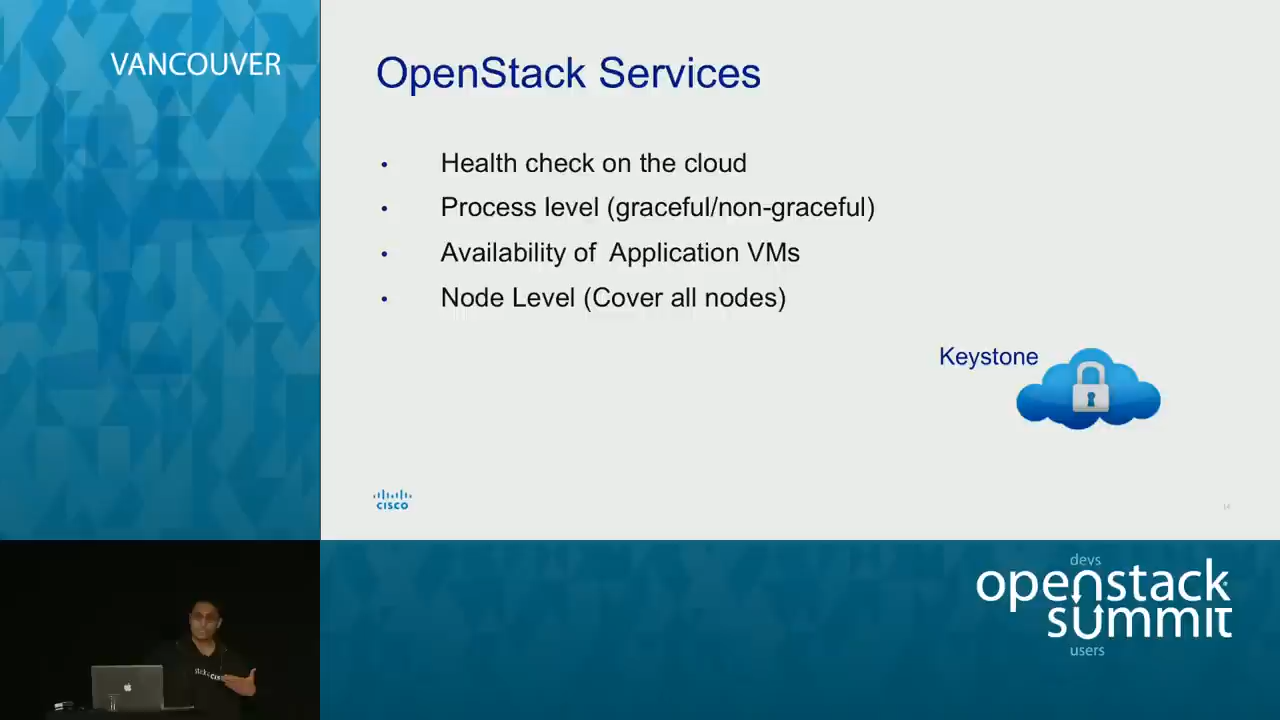 VANCOUVER
OpenStack Services
• Health check on the cloud
• Process level (graceful/non-graceful)
• Availability of  Application VMs
• Node Level (Cover all nodes)
Keystone
CISCO
14
devs
openstack
summit
users